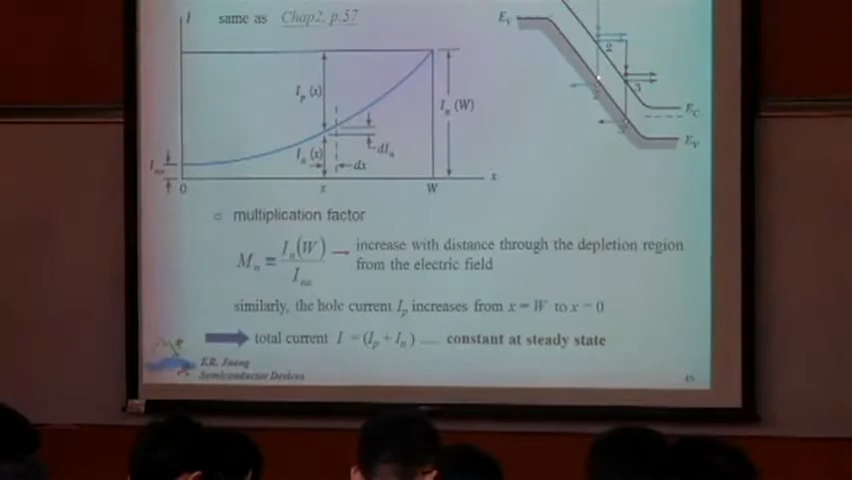 I
same as Chap2, p.57
E_V
2
3
I_p (x)
I_n (W)
E_C
E_V
I_n (x)
dI_n
dx
I_no
0
x
W
x
multiplication factor
M_n ≡ I_n(W) / I_no — increase with distance through the depletion region
from the electric field
similarly, the hole current I_p increases from x = W to x = 0
total current I = (I_p + I_n) ..... constant at steady state
Semiconductor Devices